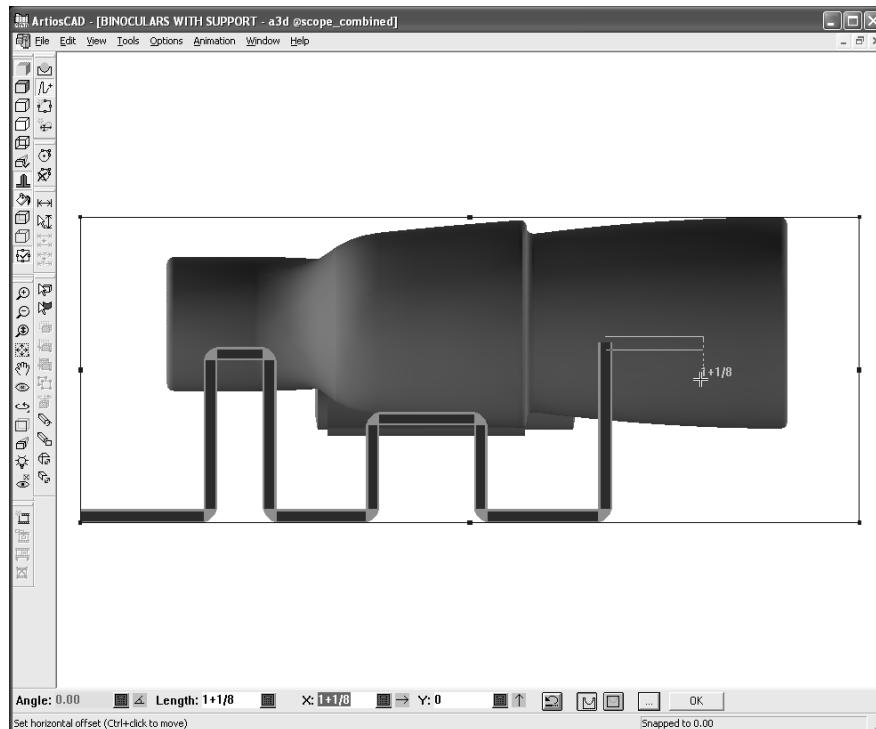 ArtiosCAD - [BINOCULARS WITH SUPPORT - a3d @scope_combined]
File Edit View Tools Options Animation Window Help
1+1/8
Angle: 0.00 Length: 1+1/8 X: 1+1/8 Y: 0 ... OK
Set horizontal offset (Ctrl+click to move) Snapped to 0.00